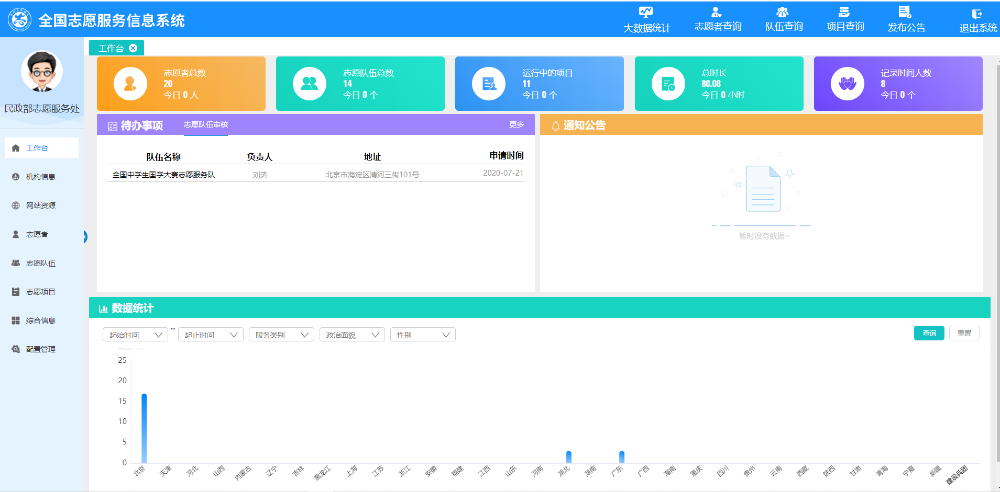 全国志愿服务信息系统
大数据统计 志愿者查询 队伍查询 项目查询 发布公告 退出系统
民政部志愿服务处
工作台
机构信息
网站资源
志愿者
志愿队伍
志愿项目
综合信息
配置管理
工作台
志愿者总数
20
今日 0 人
志愿队伍总数
14
今日 0 个
运行中的项目
11
今日 0 个
总时长
80.08
今日 0 小时
记录时间人数
8
今日 0 个
待办事项 志愿队伍审核 更多
队伍名称 负责人 地址 申请时间
全国中学生国学大赛志愿服务队 刘涛 北京市海淀区清河三街101号 2020-07-21
通知公告
暂时没有数据~
数据统计
起始时间 ~ 起止时间 服务类别 政治面貌 性别 查询 重置
25
20
15
10
5
0
北京 天津 河北 山西 内蒙古 辽宁 吉林 黑龙江 上海 江苏 浙江 安徽 福建 江西 山东 河南 湖北 湖南 广东 广西 海南 重庆 四川 贵州 云南 西藏 陕西 甘肃 青海 宁夏 新疆 建设兵团